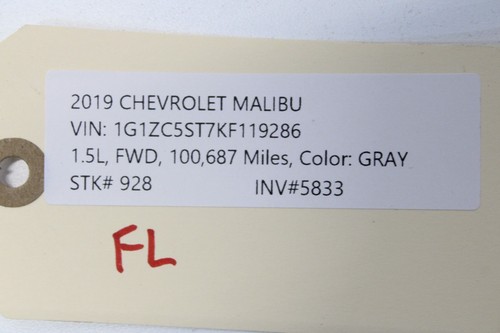 2019 CHEVROLET MALIBU
VIN: 1G1ZC5ST7KF119286
1.5L, FWD, 100,687 Miles, Color: GRAY
STK# 928 INV#5833
FL